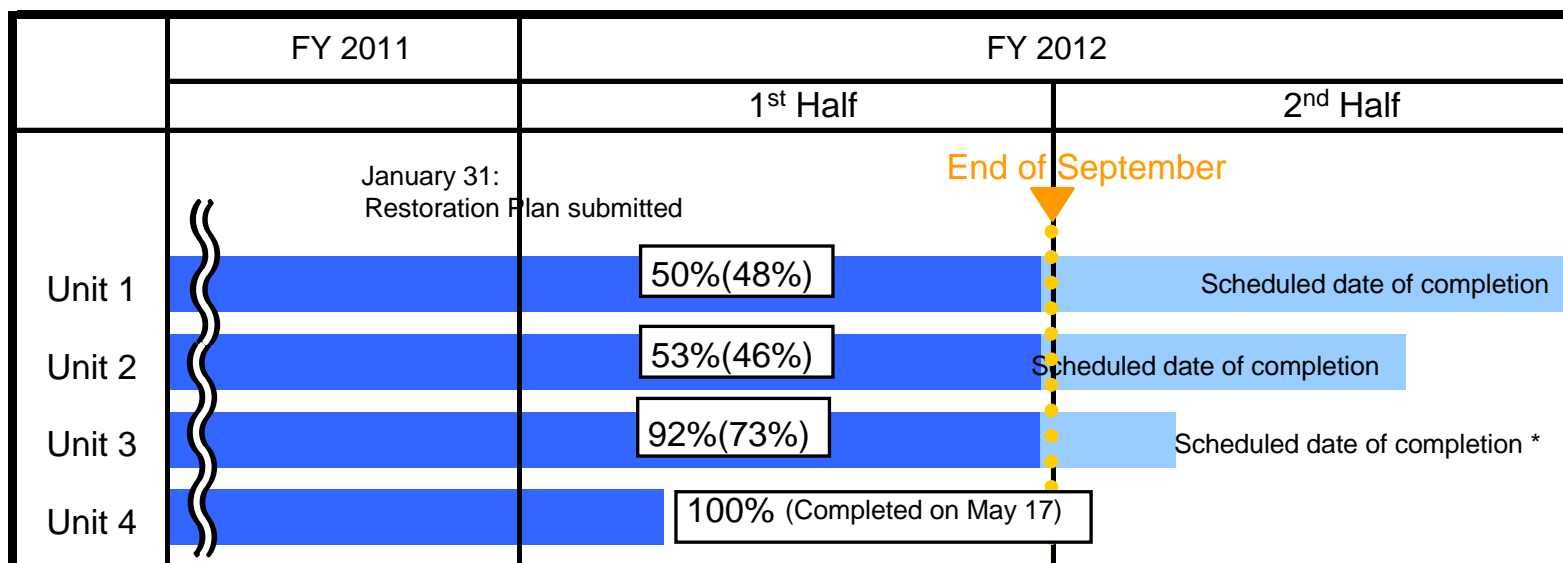 FY 2011
FY 2012
1st Half
2nd Half
January 31:
Restoration Plan submitted
End of September
Unit 1
50%(48%)
Scheduled date of completion
Unit 2
53%(46%)
Scheduled date of completion
Unit 3
92%(73%)
Scheduled date of completion *
Unit 4
100% (Completed on May 17)